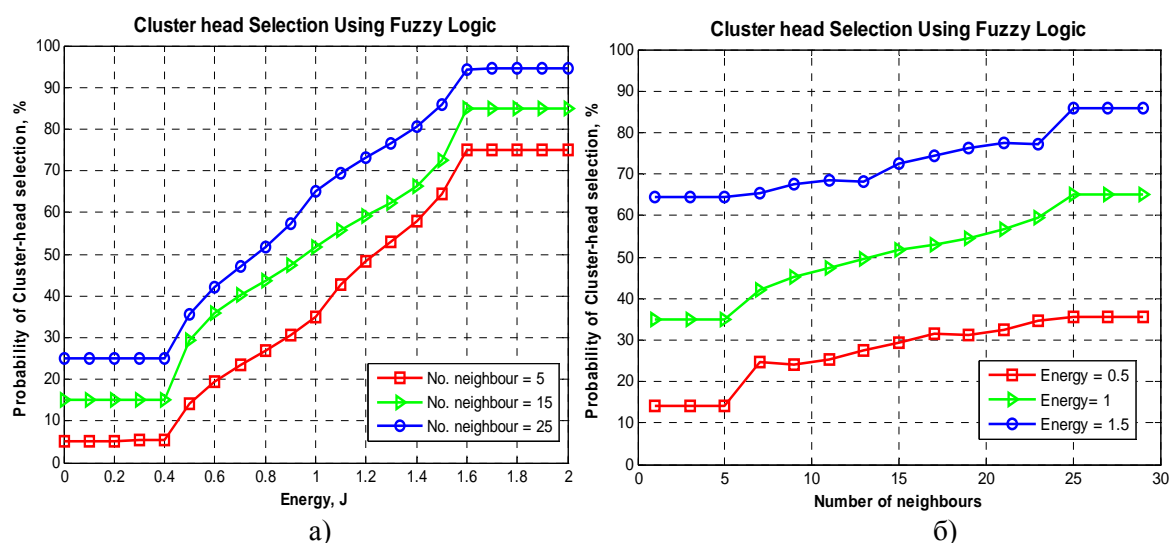 Cluster head Selection Using Fuzzy Logic
Probability of Cluster-head selection, %
100
90
80
70
60
50
40
30
20
10
0
No. neighbour = 5
No. neighbour = 15
No. neighbour = 25
0 0.2 0.4 0.6 0.8 1 1.2 1.4 1.6 1.8 2
Energy, J
а)
Cluster head Selection Using Fuzzy Logic
Probability of Cluster-head selection, %
100
90
80
70
60
50
40
30
20
10
0
Energy = 0.5
Energy= 1
Energy = 1.5
0 5 10 15 20 25 30
Number of neighbours
б)